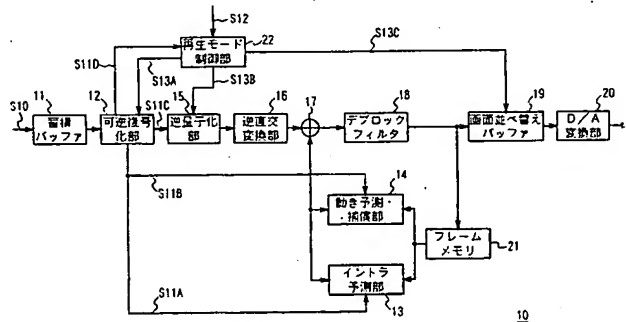 S12
S11D
再生モード
制御部
22
S13C
S13A
S13B
S10
11
蓄積
バッファ
12
可逆復号
化部
S11C
15
逆量子化
部
16
逆直交
変換部
17
18
デブロック
フィルタ
19
画面並べ替え
バッファ
20
D/A
変換部
S11B
14
動き予測・
・補償部
フレーム
メモリ
21
S11A
イントラ
予測部
13
10